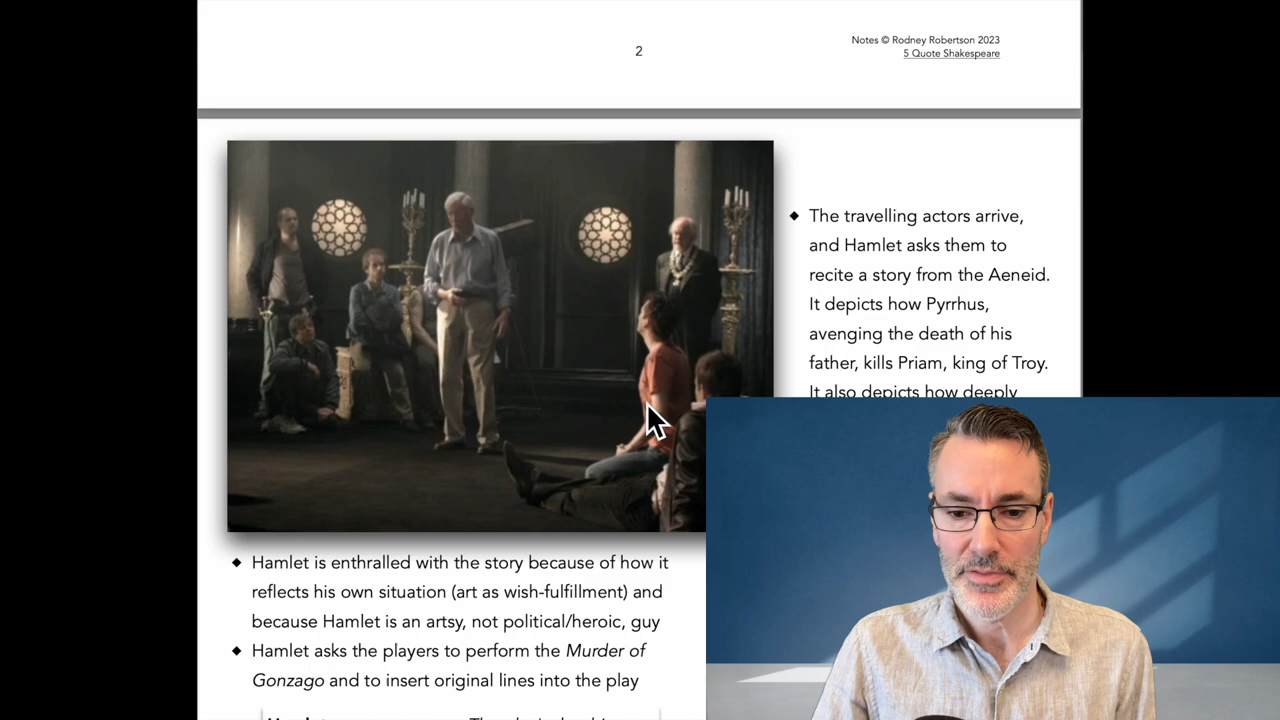 2
Notes © Rodney Robertson 2023
5 Quote Shakespeare
◆ The travelling actors arrive,
and Hamlet asks them to
recite a story from the Aeneid.
It depicts how Pyrrhus,
avenging the death of his
father, kills Priam, king of Troy.
It also depicts how deeply
◆ Hamlet is enthralled with the story because of how it
reflects his own situation (art as wish-fulfillment) and
because Hamlet is an artsy, not political/heroic, guy
◆ Hamlet asks the players to perform the Murder of
Gonzago and to insert original lines into the play